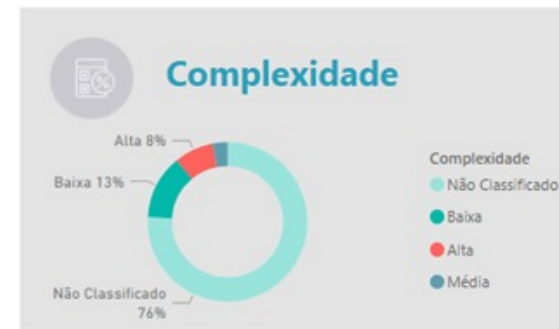 Complexidade
Alta 8%
Baixa 13%
Não Classificado
76%
Complexidade
Não Classificado
Baixa
Alta
Média